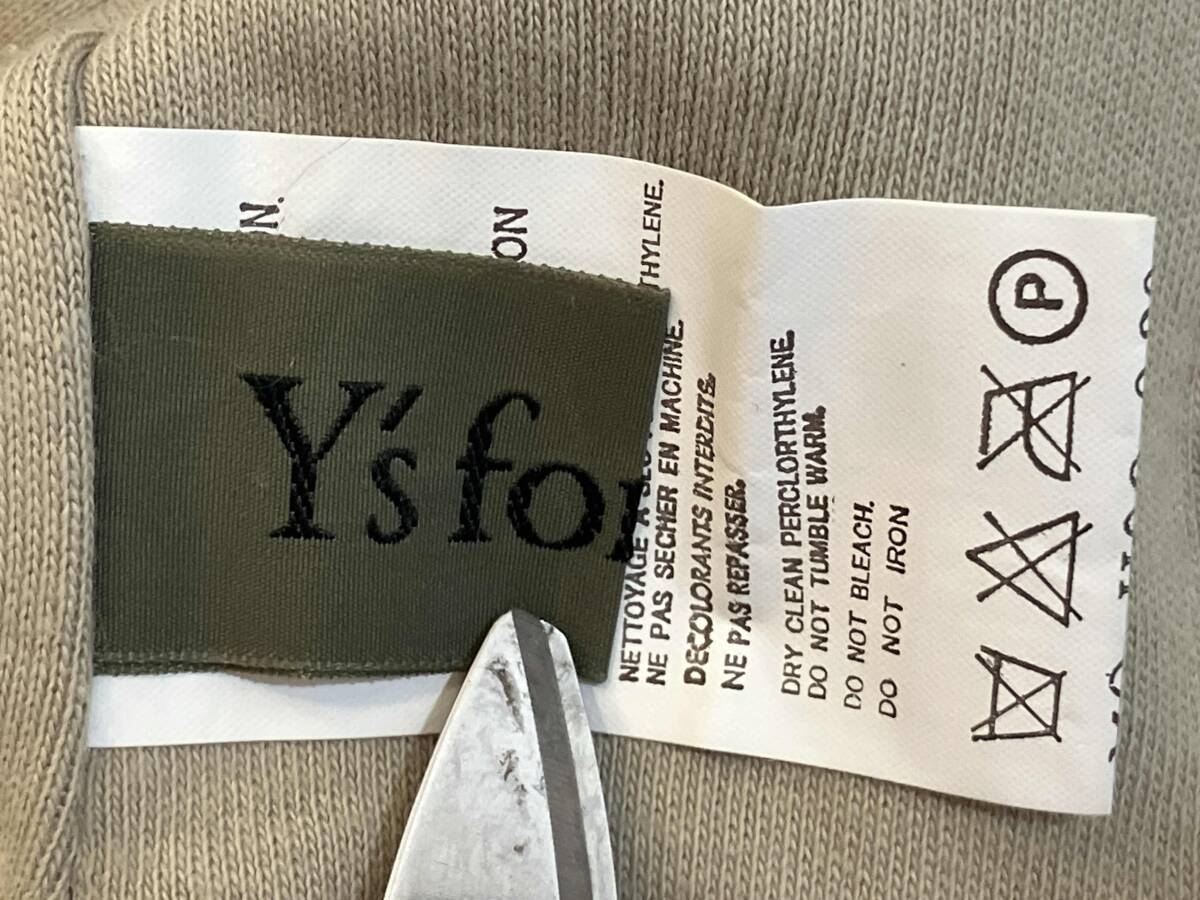 Y's for
ON.
ON
THYLENE.
NETTOYAGE A
NE PAS SECHER EN MACHINE.
DECOLORANTS INTERDITS.
NE PAS REPASSER.
DRY CLEAN PERCLORTHYLENE.
DO NOT TUMBLE WARM.
DO NOT BLEACH.
DO NOT IRON
P